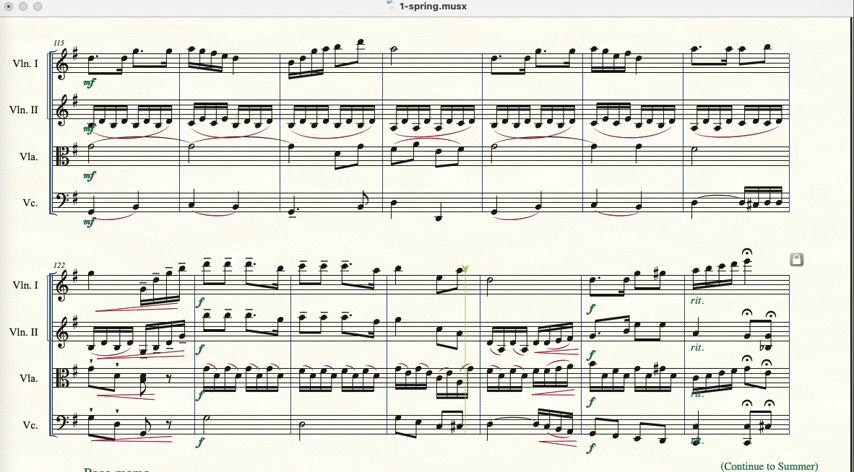 1-spring.musx
115
Vln. I
mf
Vln. II
mf
Vla.
mf
Vc.
mf
122
Vln. I
f
f
rit.
Vln. II
f
f
rit.
Vla.
f
f
rit.
Vc.
f
f
(Continue to Summer)